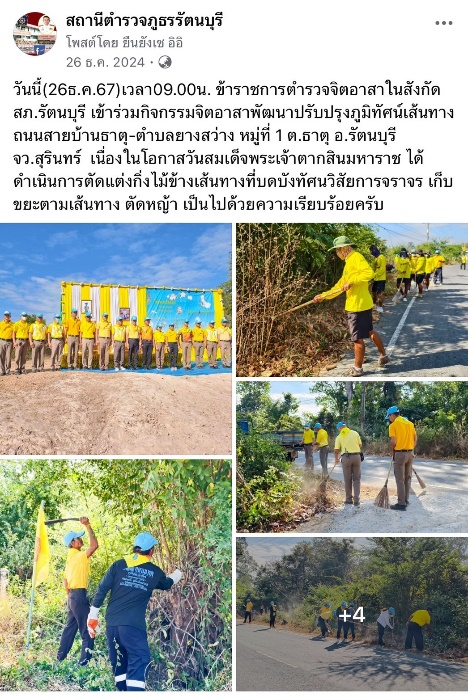 สถานีตำรวจภูธรรัตนบุรี
โพสต์โดย ยืนยังเซ อิอิ
26 ธ.ค. 2024
วันนี้(26ธ.ค.67)เวลา09.00น. ข้าราชการตำรวจจิตอาสาในสังกัด
สภ.รัตนบุรี เข้าร่วมกิจกรรมจิตอาสาพัฒนาปรับปรุงภูมิทัศน์เส้นทาง
ถนนสายบ้านธาตุ-ตำบลยางสว่าง หมู่ที่ 1 ต.ธาตุ อ.รัตนบุรี
จว.สุรินทร์ เนื่องในโอกาสวันสมเด็จพระเจ้าตากสินมหาราช ได้
ดำเนินการตัดแต่งกิ่งไม้ข้างเส้นทางที่บดบังทัศนวิสัยการจราจร เก็บ
ขยะตามเส้นทาง ตัดหญ้า เป็นไปด้วยความเรียบร้อยครับ
+4